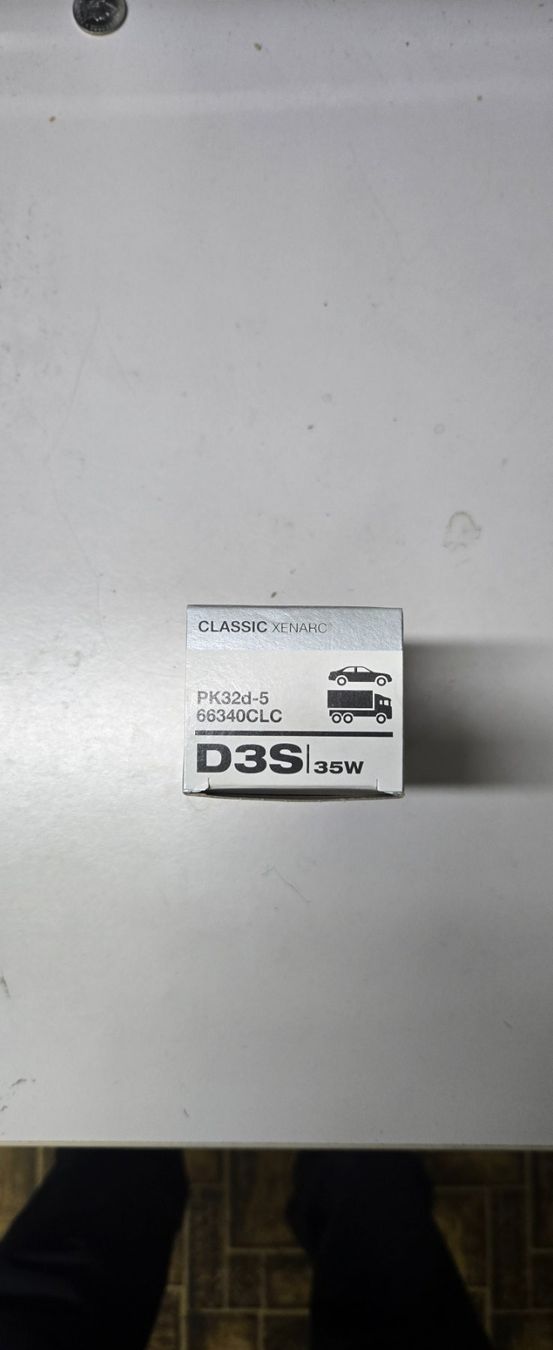 CLASSIC XENARC®
PK32d-5
66340CLC
D3S|35W